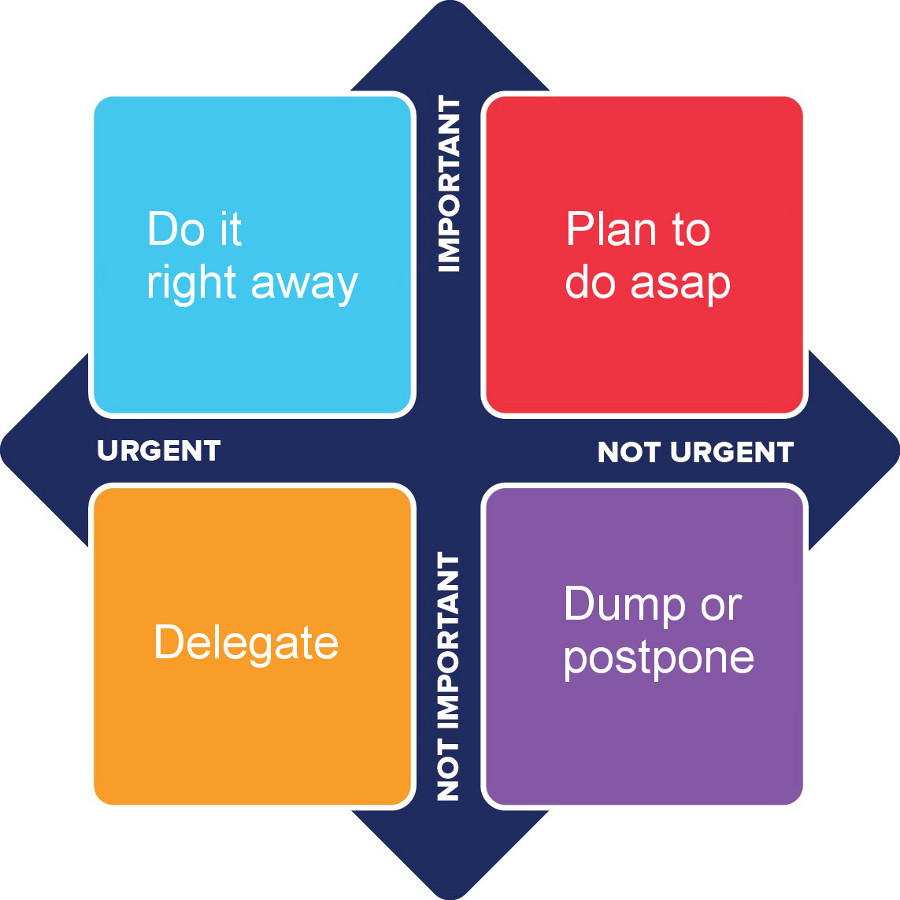 IMPORTANT
Do it
right away
Plan to
do asap
URGENT
NOT URGENT
NOT IMPORTANT
Delegate
Dump or
postpone